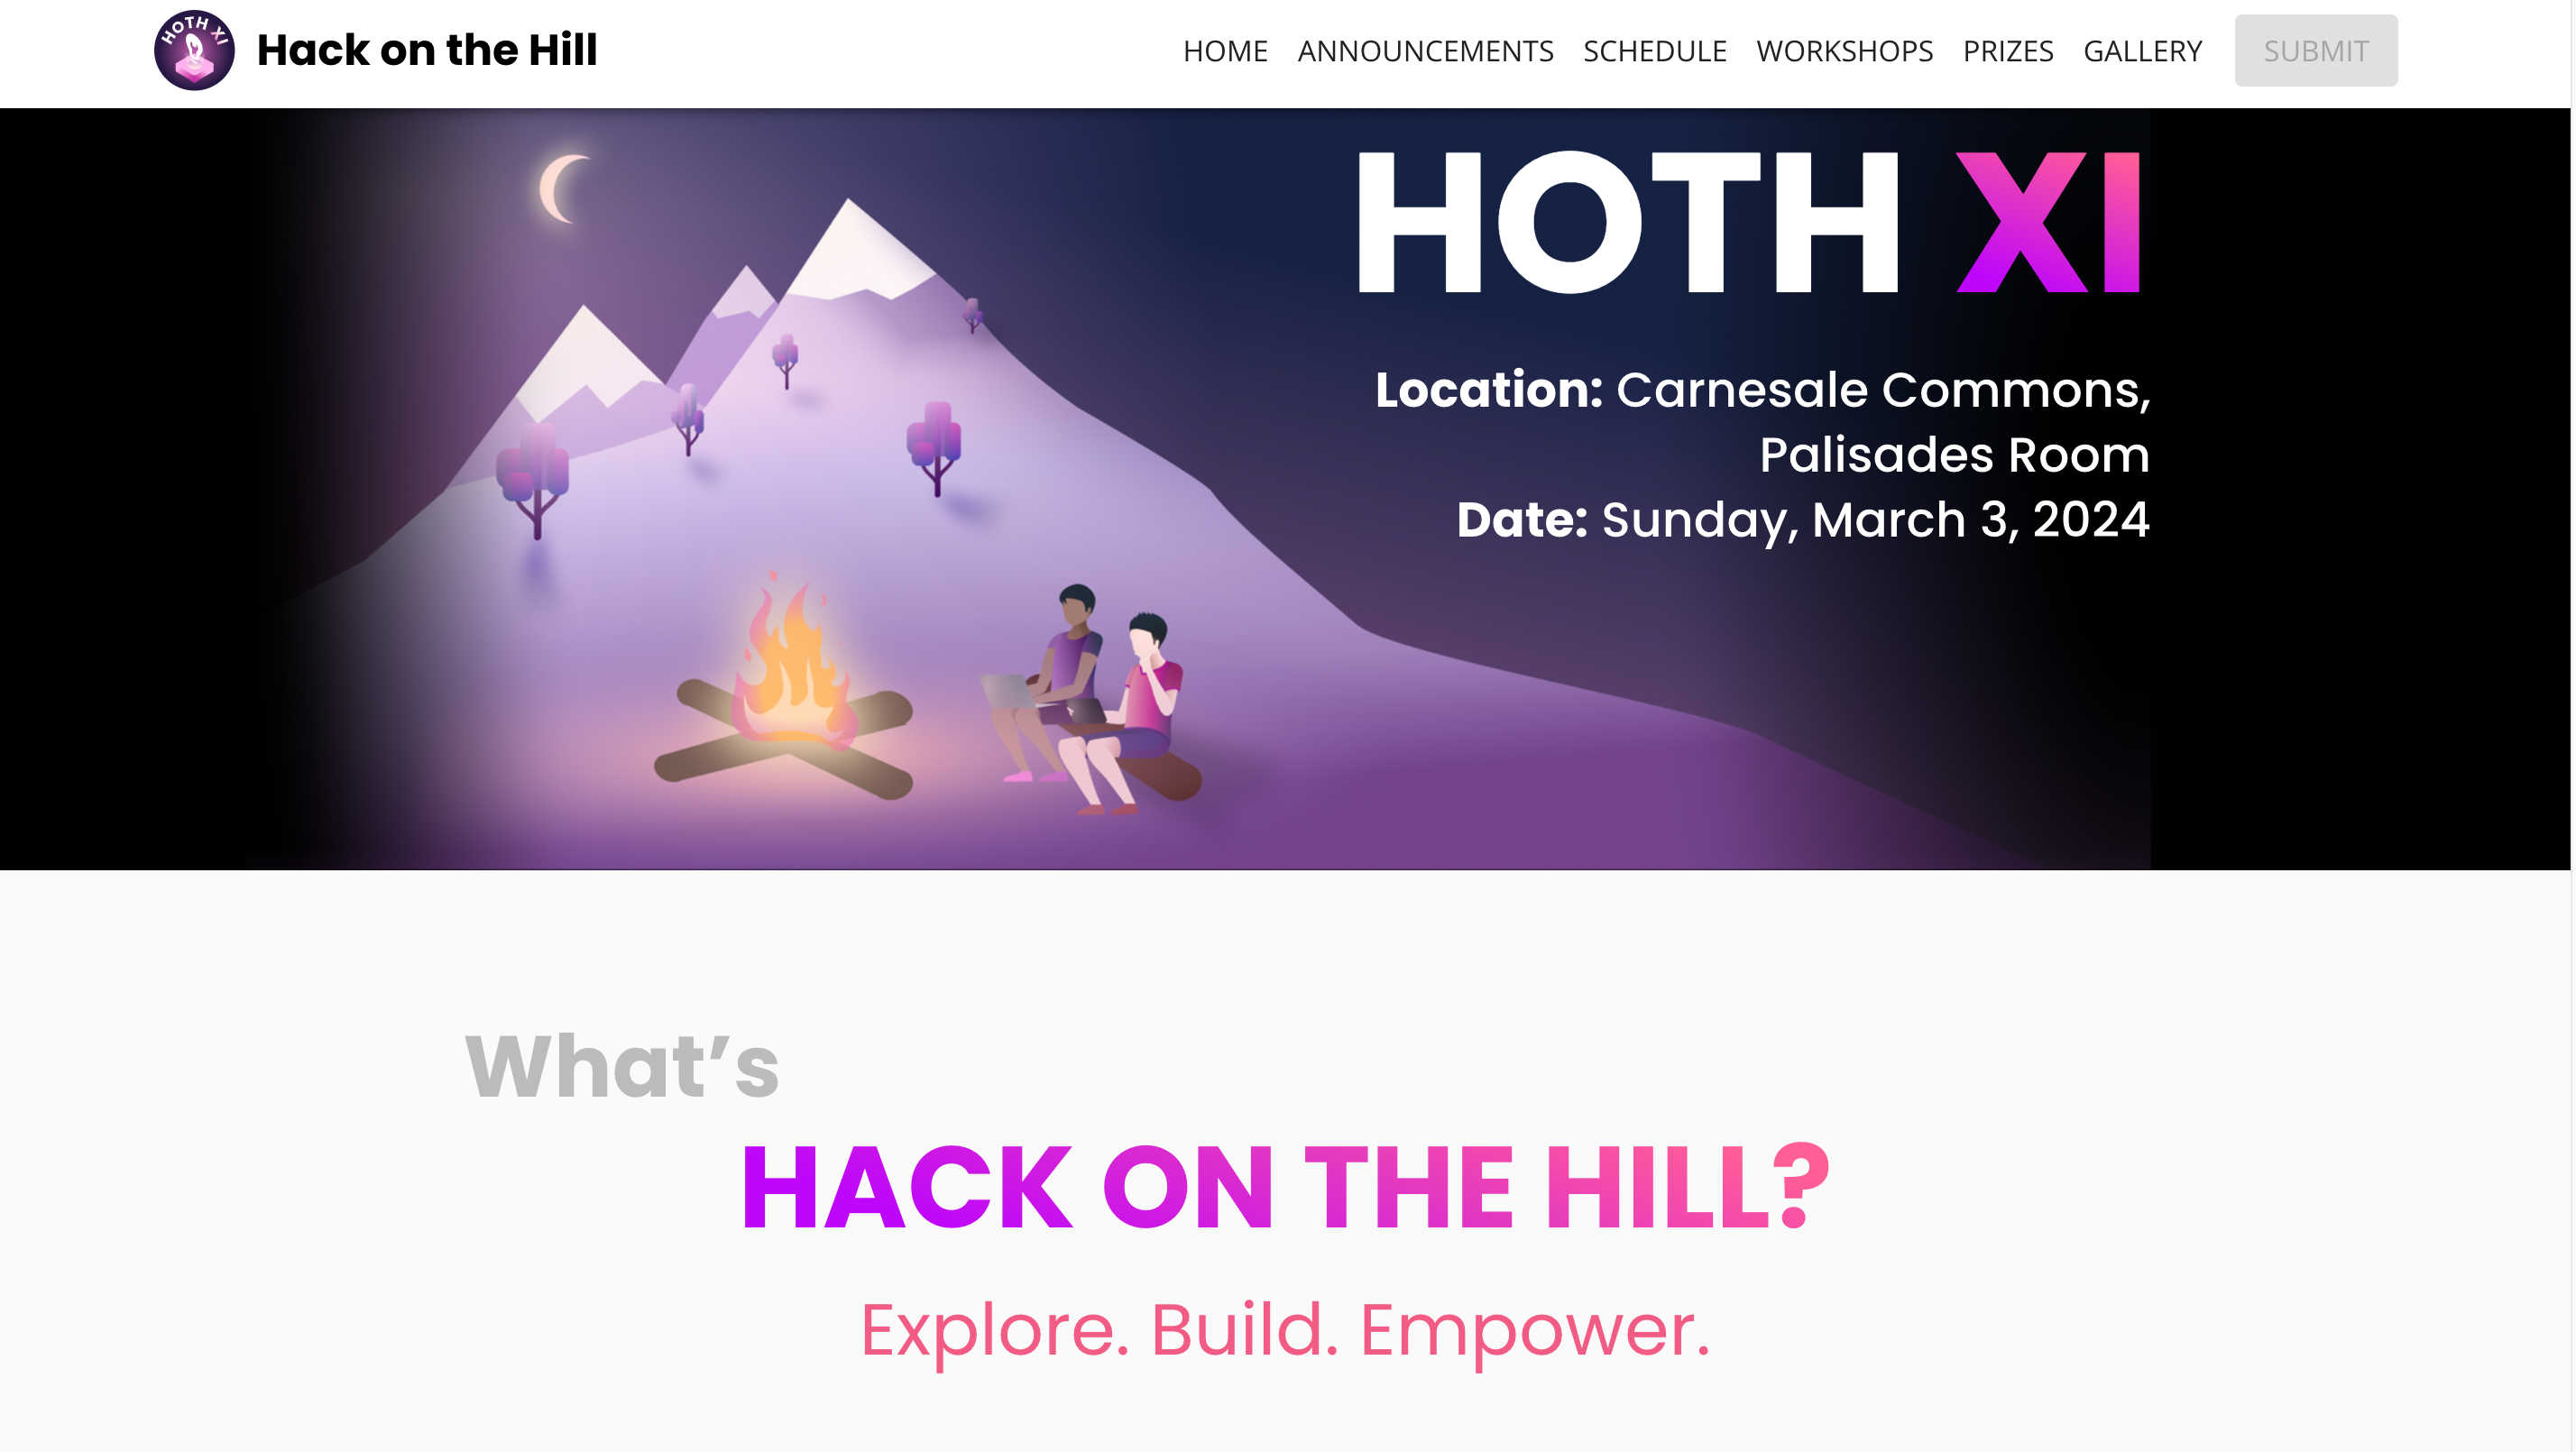 HOTH XI
Hack on the Hill
HOME ANNOUNCEMENTS SCHEDULE WORKSHOPS PRIZES GALLERY SUBMIT
HOTH XI
Location: Carnesale Commons,
Palisades Room
Date: Sunday, March 3, 2024
What’s
HACK ON THE HILL?
Explore. Build. Empower.